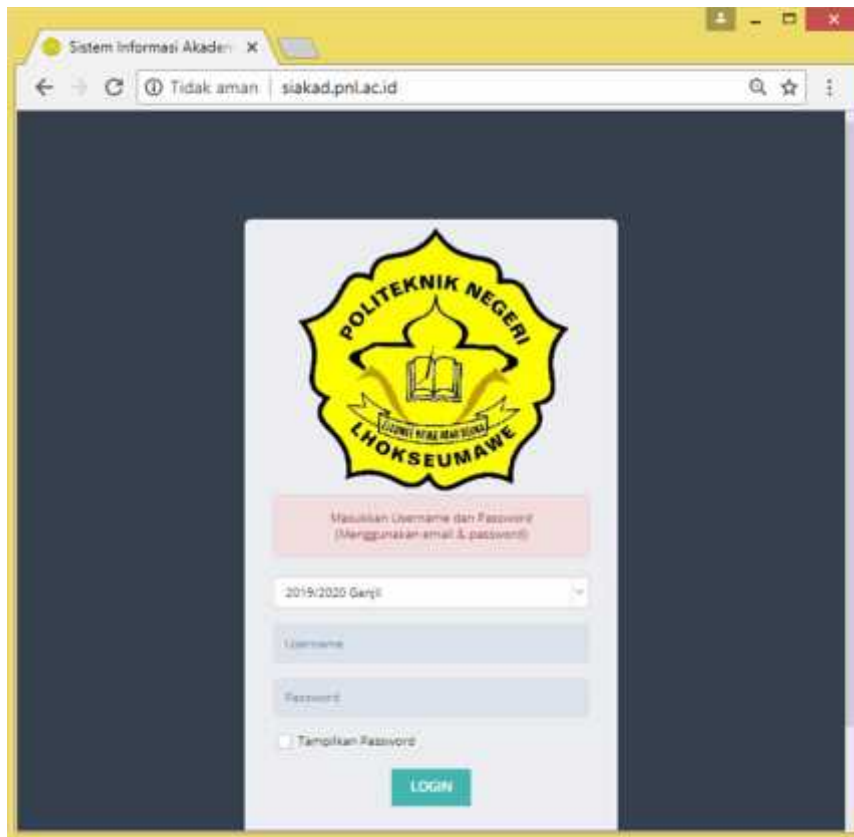 Sistem Informasi Akadem
Tidak aman | siakad.pnl.ac.id
POLITEKNIK NEGERI
LHOKSEUMAWE
Masukkan Username dan Password
(Menggunakan email & password)
2019/2020 Ganjil
Username
Password
Tampilkan Password
LOGIN